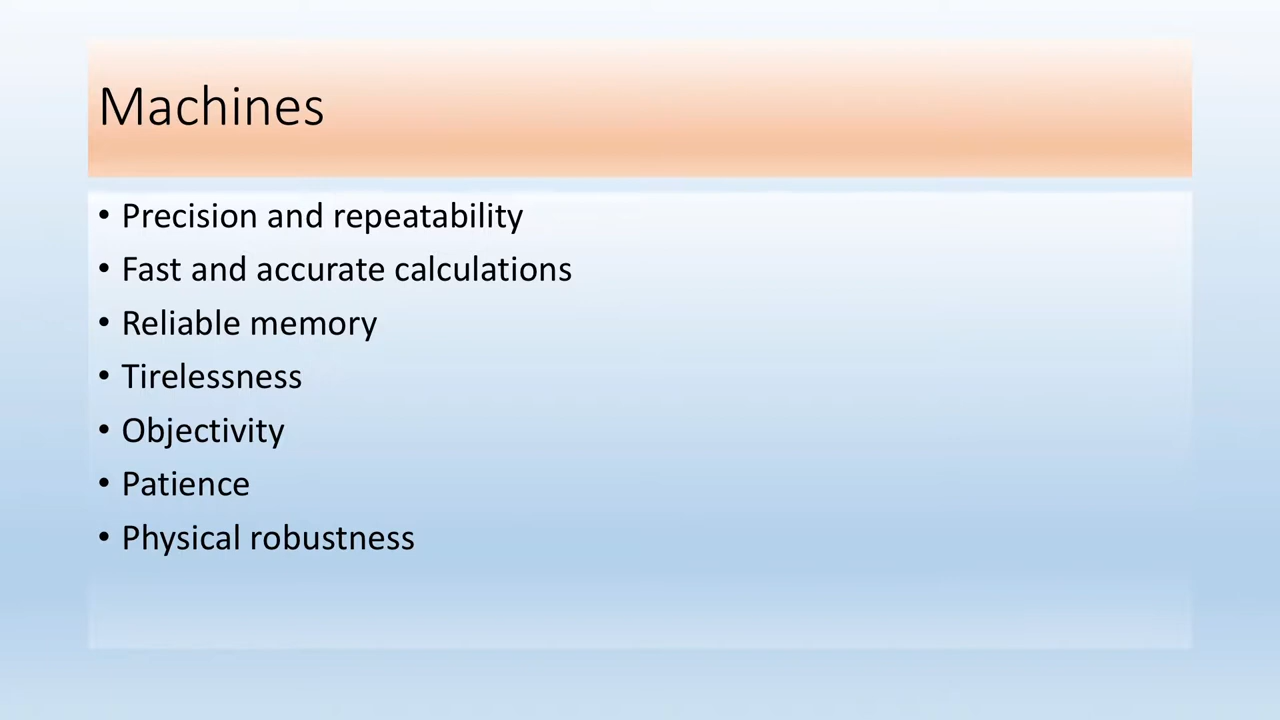 Machines
• Precision and repeatability
• Fast and accurate calculations
• Reliable memory
• Tirelessness
• Objectivity
• Patience
• Physical robustness